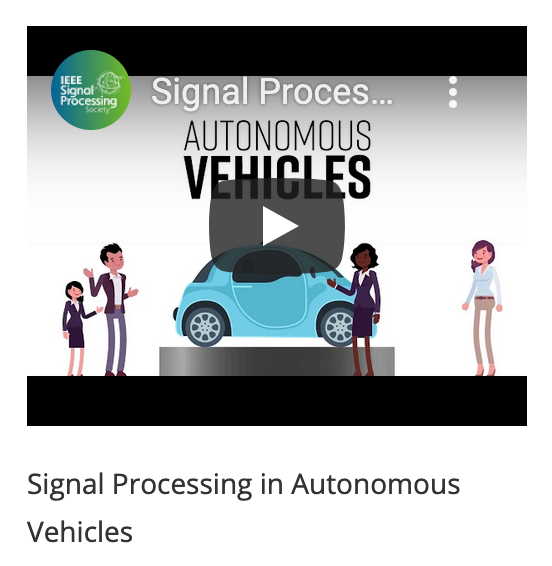 IEEE
Signal
Processing
Society
Signal Proces...
AUTONOMOUS
VEHICLES
Signal Processing in Autonomous
Vehicles